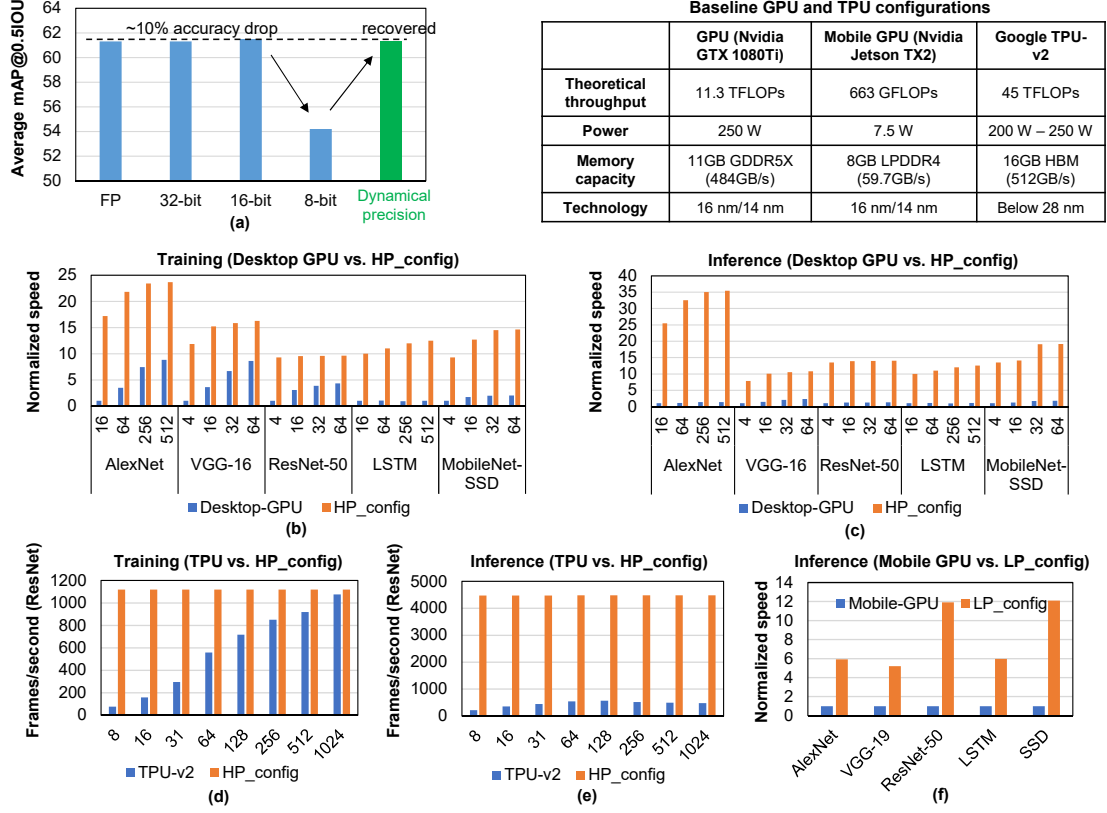 64
62
60
58
56
54
52
50
Average mAP@0.5IOU
~10% accuracy drop
recovered
FP
32-bit
16-bit
8-bit
Dynamical
precision
(a)
Baseline GPU and TPU configurations
GPU (Nvidia GTX 1080Ti)
Mobile GPU (Nvidia Jetson TX2)
Google TPU-v2
Theoretical throughput
11.3 TFLOPs
663 GFLOPs
45 TFLOPs
Power
250 W
7.5 W
200 W – 250 W
Memory capacity
11GB GDDR5X (484GB/s)
8GB LPDDR4 (59.7GB/s)
16GB HBM (512GB/s)
Technology
16 nm/14 nm
16 nm/14 nm
Below 28 nm
Training (Desktop GPU vs. HP_config)
Normalized speed
25
20
15
10
5
0
16 64 256 512 4 16 32 64 4 16 32 64 16 64 256 512 4 16 32 64
AlexNet VGG-16 ResNet-50 LSTM MobileNet-
SSD
Desktop-GPU HP_config
(b)
Inference (Desktop GPU vs. HP_config)
Normalized speed
40
35
30
25
20
15
10
5
0
16 64 256 512 4 16 32 64 4 16 32 64 16 64 256 512 4 16 32 64
AlexNet VGG-16 ResNet-50 LSTM MobileNet-
SSD
Desktop-GPU HP_config
(c)
Training (TPU vs. HP_config)
Frames/second (ResNet)
1200
1000
800
600
400
200
0
8 16 31 64 128 256 512 1024
TPU-v2 HP_config
(d)
Inference (TPU vs. HP_config)
Frames/second (ResNet)
5000
4000
3000
2000
1000
0
8 16 31 64 128 256 512 1024
TPU-v2 HP_config
(e)
Inference (Mobile GPU vs. LP_config)
Normalized speed
14
12
10
8
6
4
2
0
Mobile-GPU LP_config
AlexNet VGG-19 ResNet-50 LSTM SSD
(f)